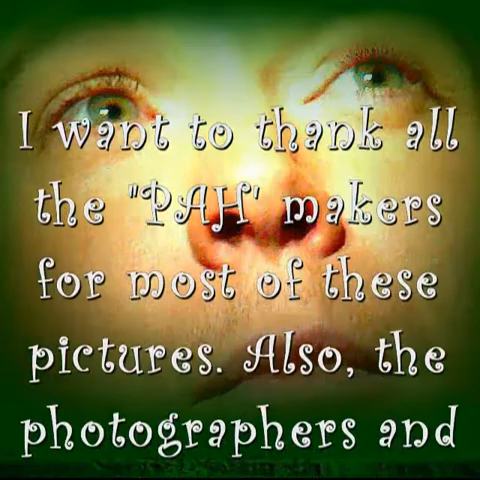 I want to thank all
the "PAH' makers
for most of these
pictures. Also, the
photographers and